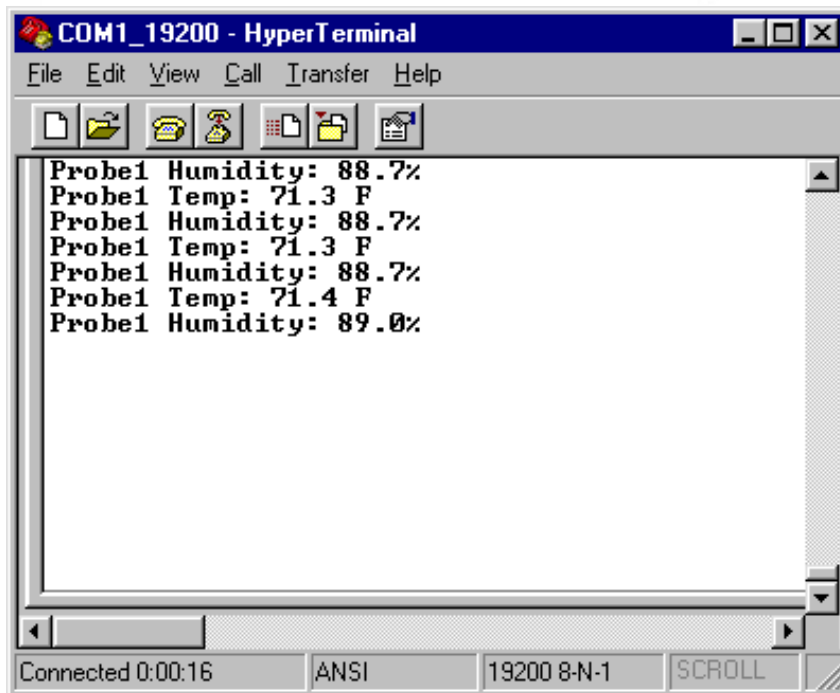 COM1_19200 - HyperTerminal
File Edit View Call Transfer Help
Probe1 Humidity: 88.7%
Probe1 Temp: 71.3 F
Probe1 Humidity: 88.7%
Probe1 Temp: 71.3 F
Probe1 Humidity: 88.7%
Probe1 Temp: 71.4 F
Probe1 Humidity: 89.0%
Connected 0:00:16 ANSI 19200 8-N-1 SCROLL